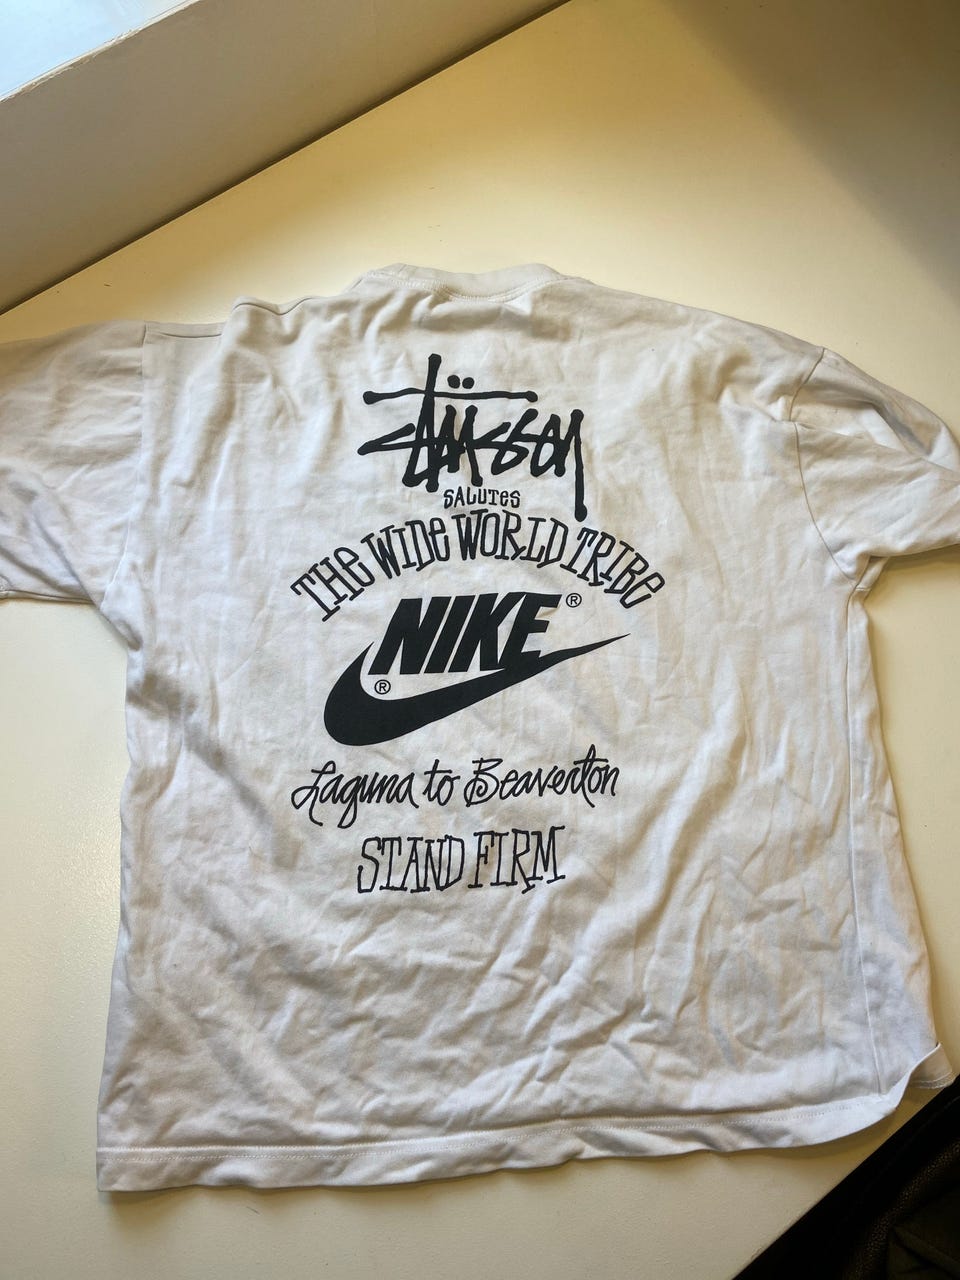 Stüssy
SALUTES
THE WIDE WORLD TRIBE
NIKE ®
®
Laguna to Beaverton
STAND FIRM